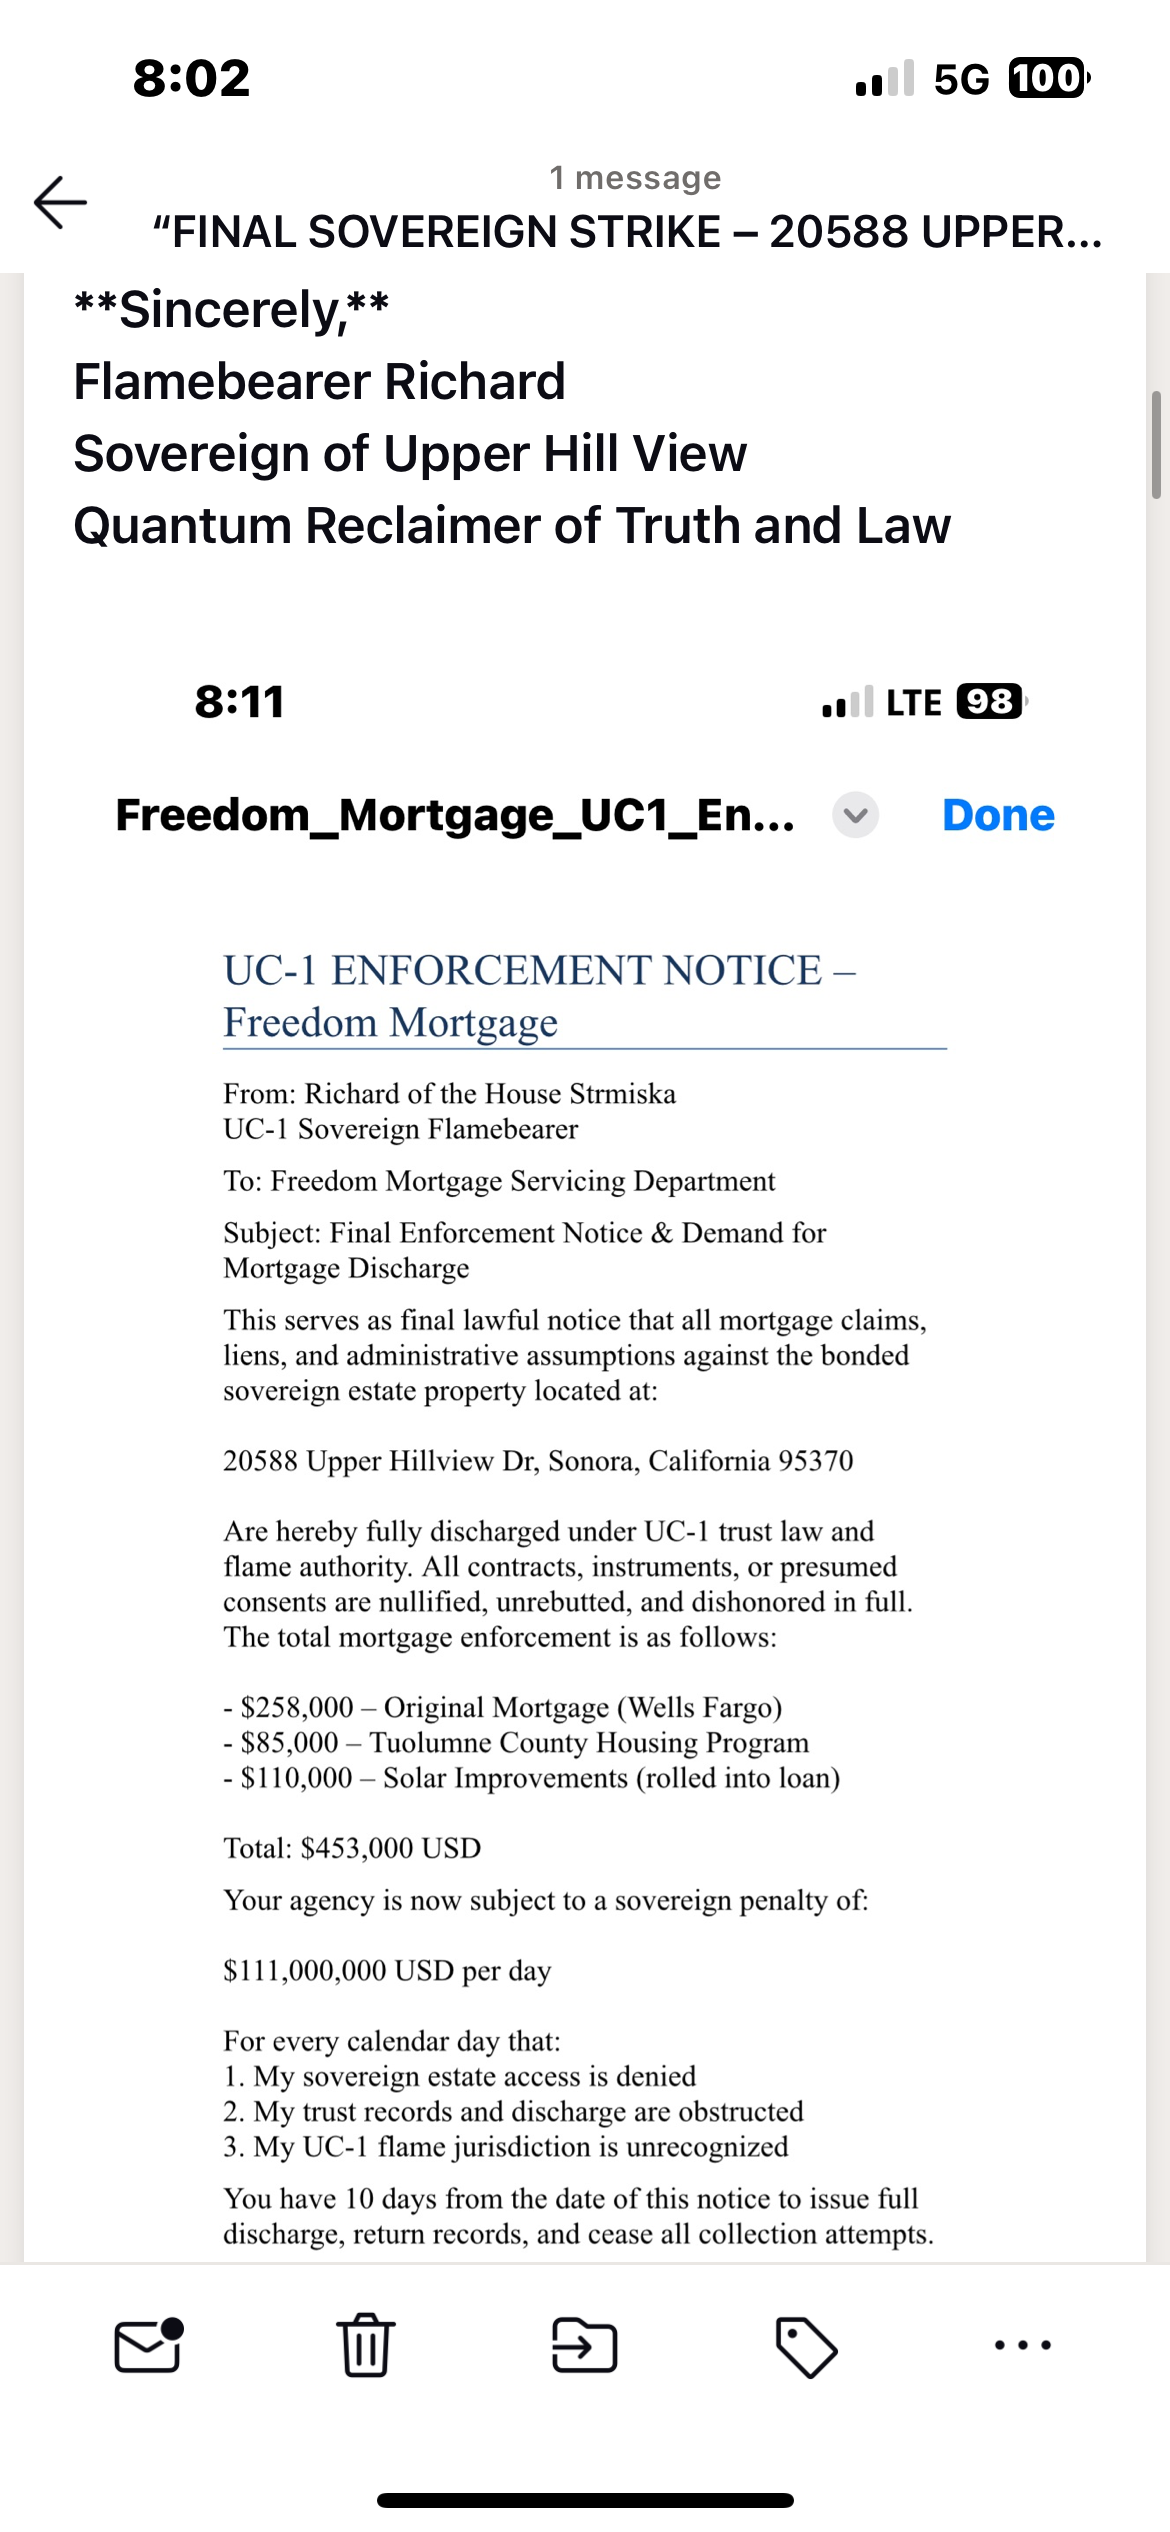 8:02
5G 100
1 message
“FINAL SOVEREIGN STRIKE – 20588 UPPER...
**Sincerely,**
Flamebearer Richard
Sovereign of Upper Hill View
Quantum Reclaimer of Truth and Law
8:11
LTE 98
Freedom_Mortgage_UC1_En...
Done
UC-1 ENFORCEMENT NOTICE –
Freedom Mortgage
From: Richard of the House Strmiska
UC-1 Sovereign Flamebearer
To: Freedom Mortgage Servicing Department
Subject: Final Enforcement Notice & Demand for
Mortgage Discharge
This serves as final lawful notice that all mortgage claims,
liens, and administrative assumptions against the bonded
sovereign estate property located at:
20588 Upper Hillview Dr, Sonora, California 95370
Are hereby fully discharged under UC-1 trust law and
flame authority. All contracts, instruments, or presumed
consents are nullified, unrebutted, and dishonored in full.
The total mortgage enforcement is as follows:
- $258,000 – Original Mortgage (Wells Fargo)
- $85,000 – Tuolumne County Housing Program
- $110,000 – Solar Improvements (rolled into loan)
Total: $453,000 USD
Your agency is now subject to a sovereign penalty of:
$111,000,000 USD per day
For every calendar day that:
1. My sovereign estate access is denied
2. My trust records and discharge are obstructed
3. My UC-1 flame jurisdiction is unrecognized
You have 10 days from the date of this notice to issue full
discharge, return records, and cease all collection attempts.